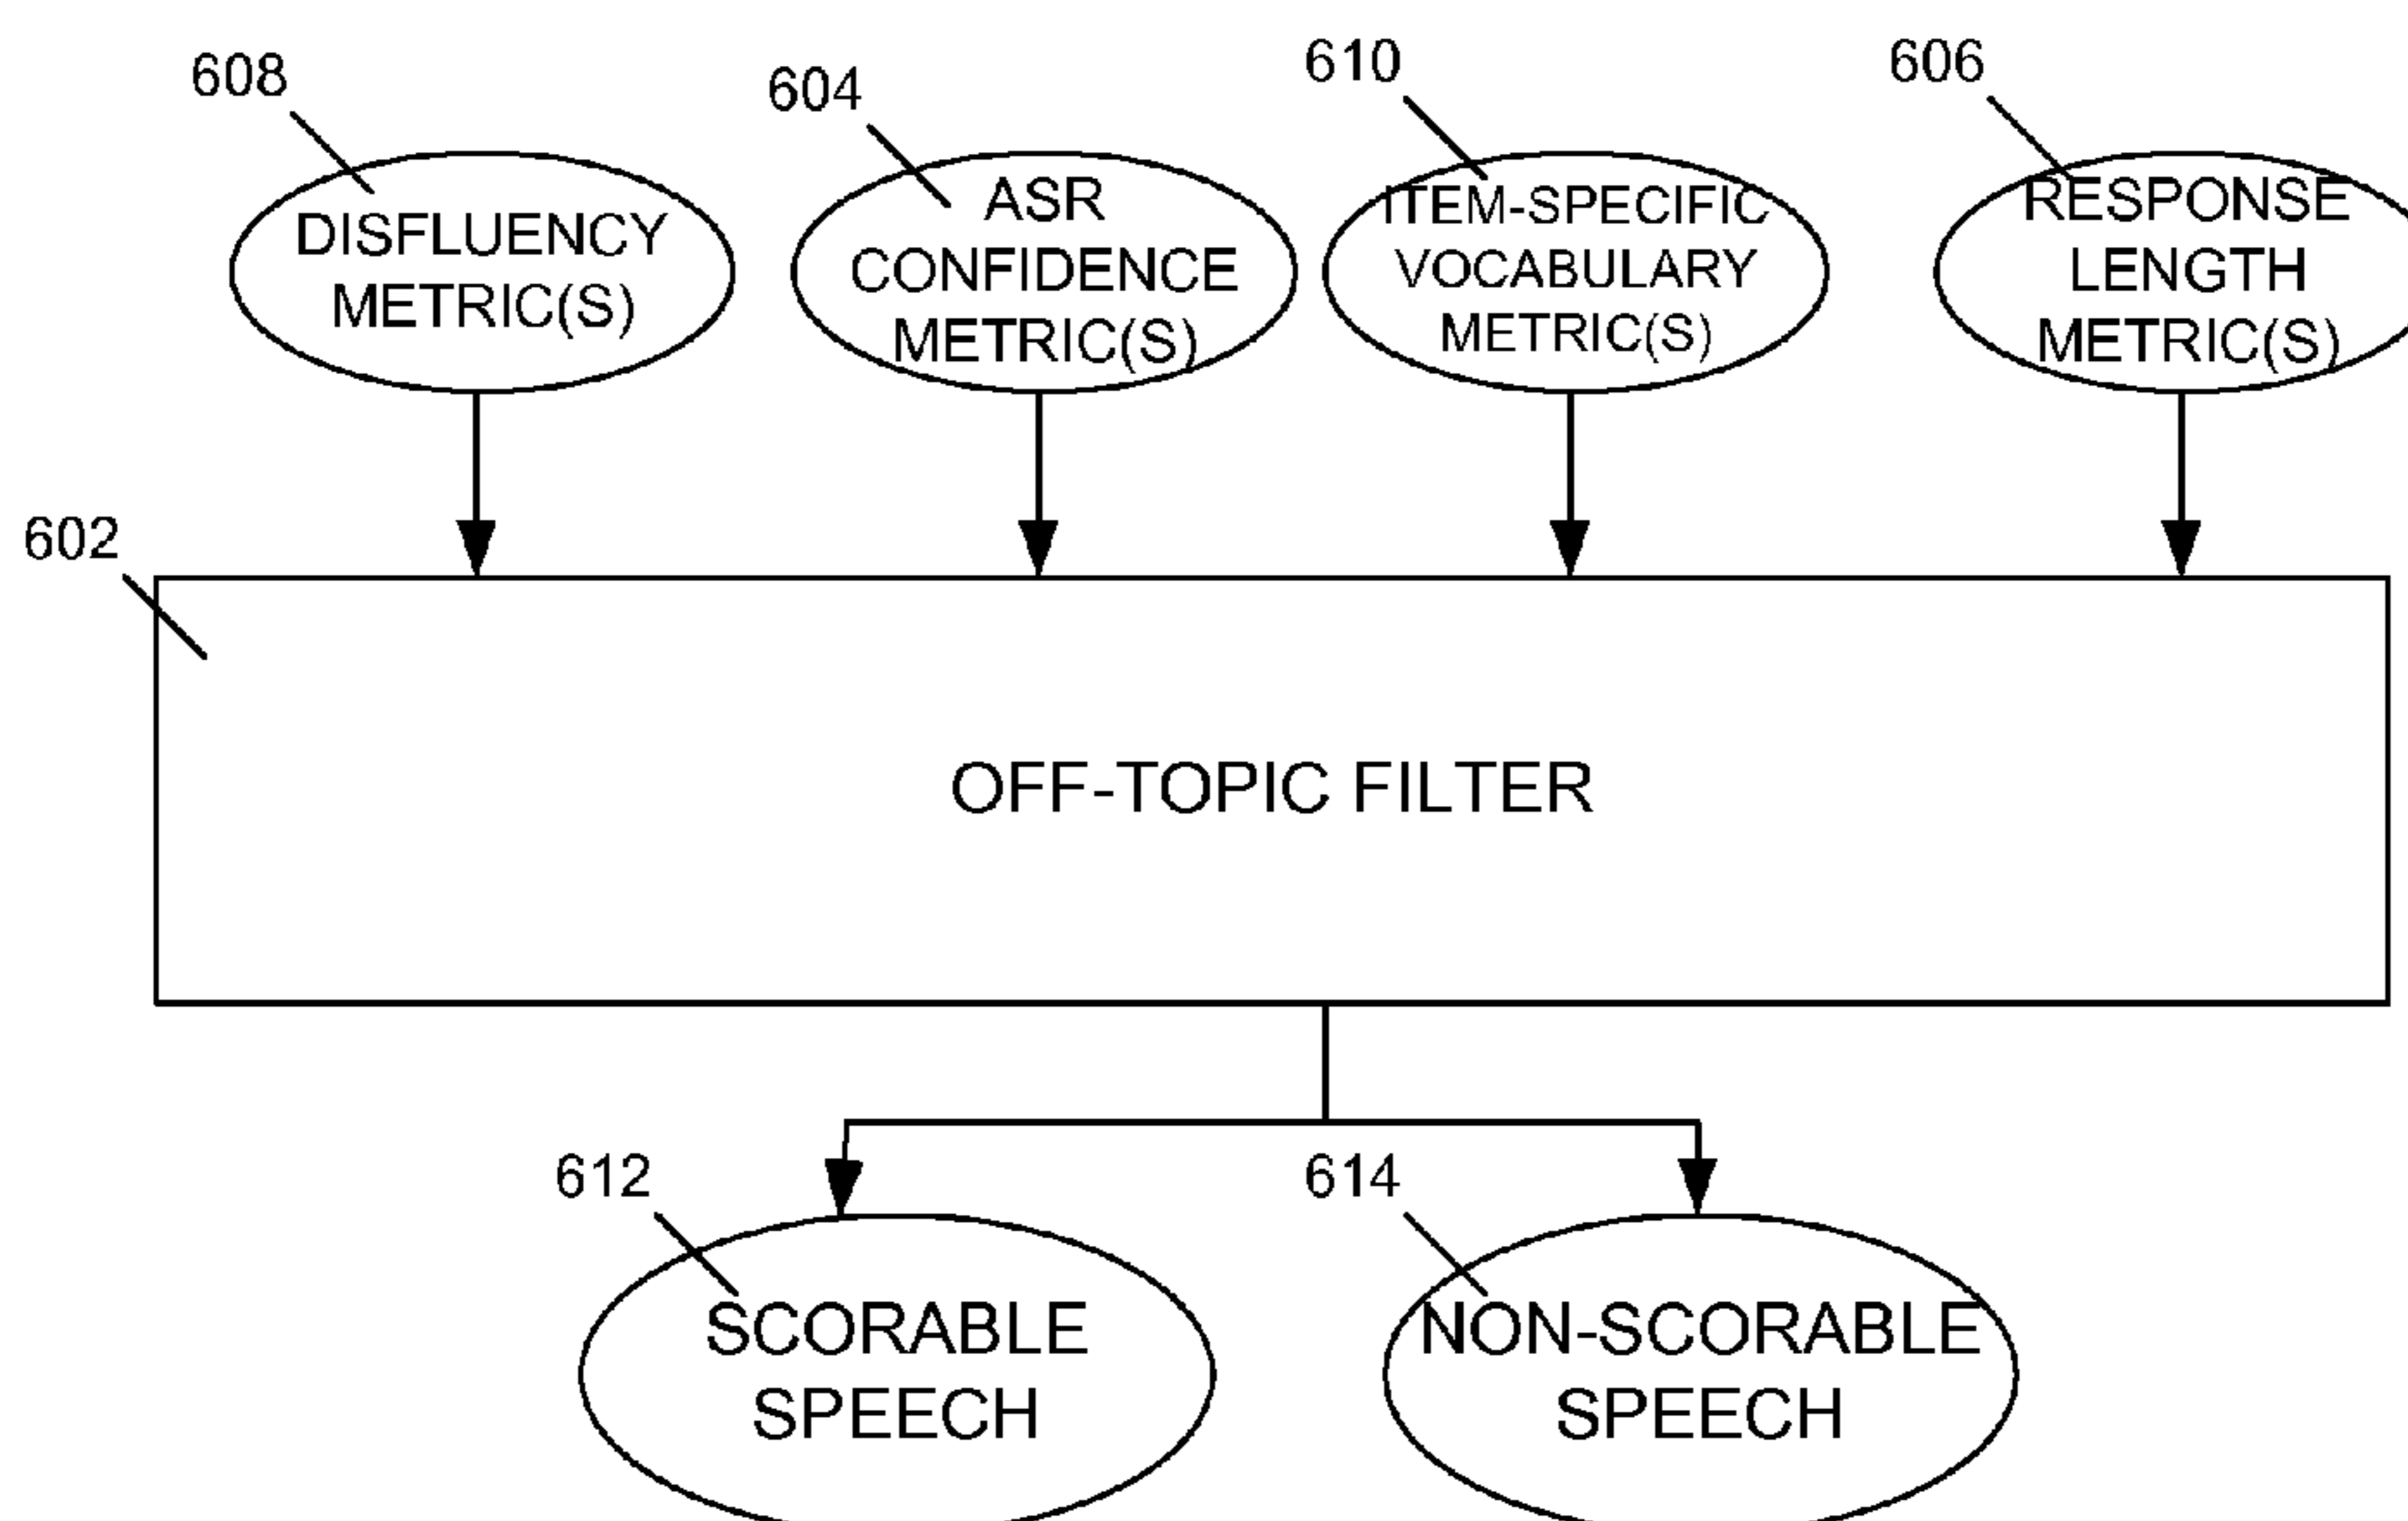 608
604
610
606
DISFLUENCY
METRIC(S)
ASR
CONFIDENCE
METRIC(S)
ITEM-SPECIFIC
VOCABULARY
METRIC(S)
RESPONSE
LENGTH
METRIC(S)
602
OFF-TOPIC FILTER
612
614
SCORABLE
SPEECH
NON-SCORABLE
SPEECH